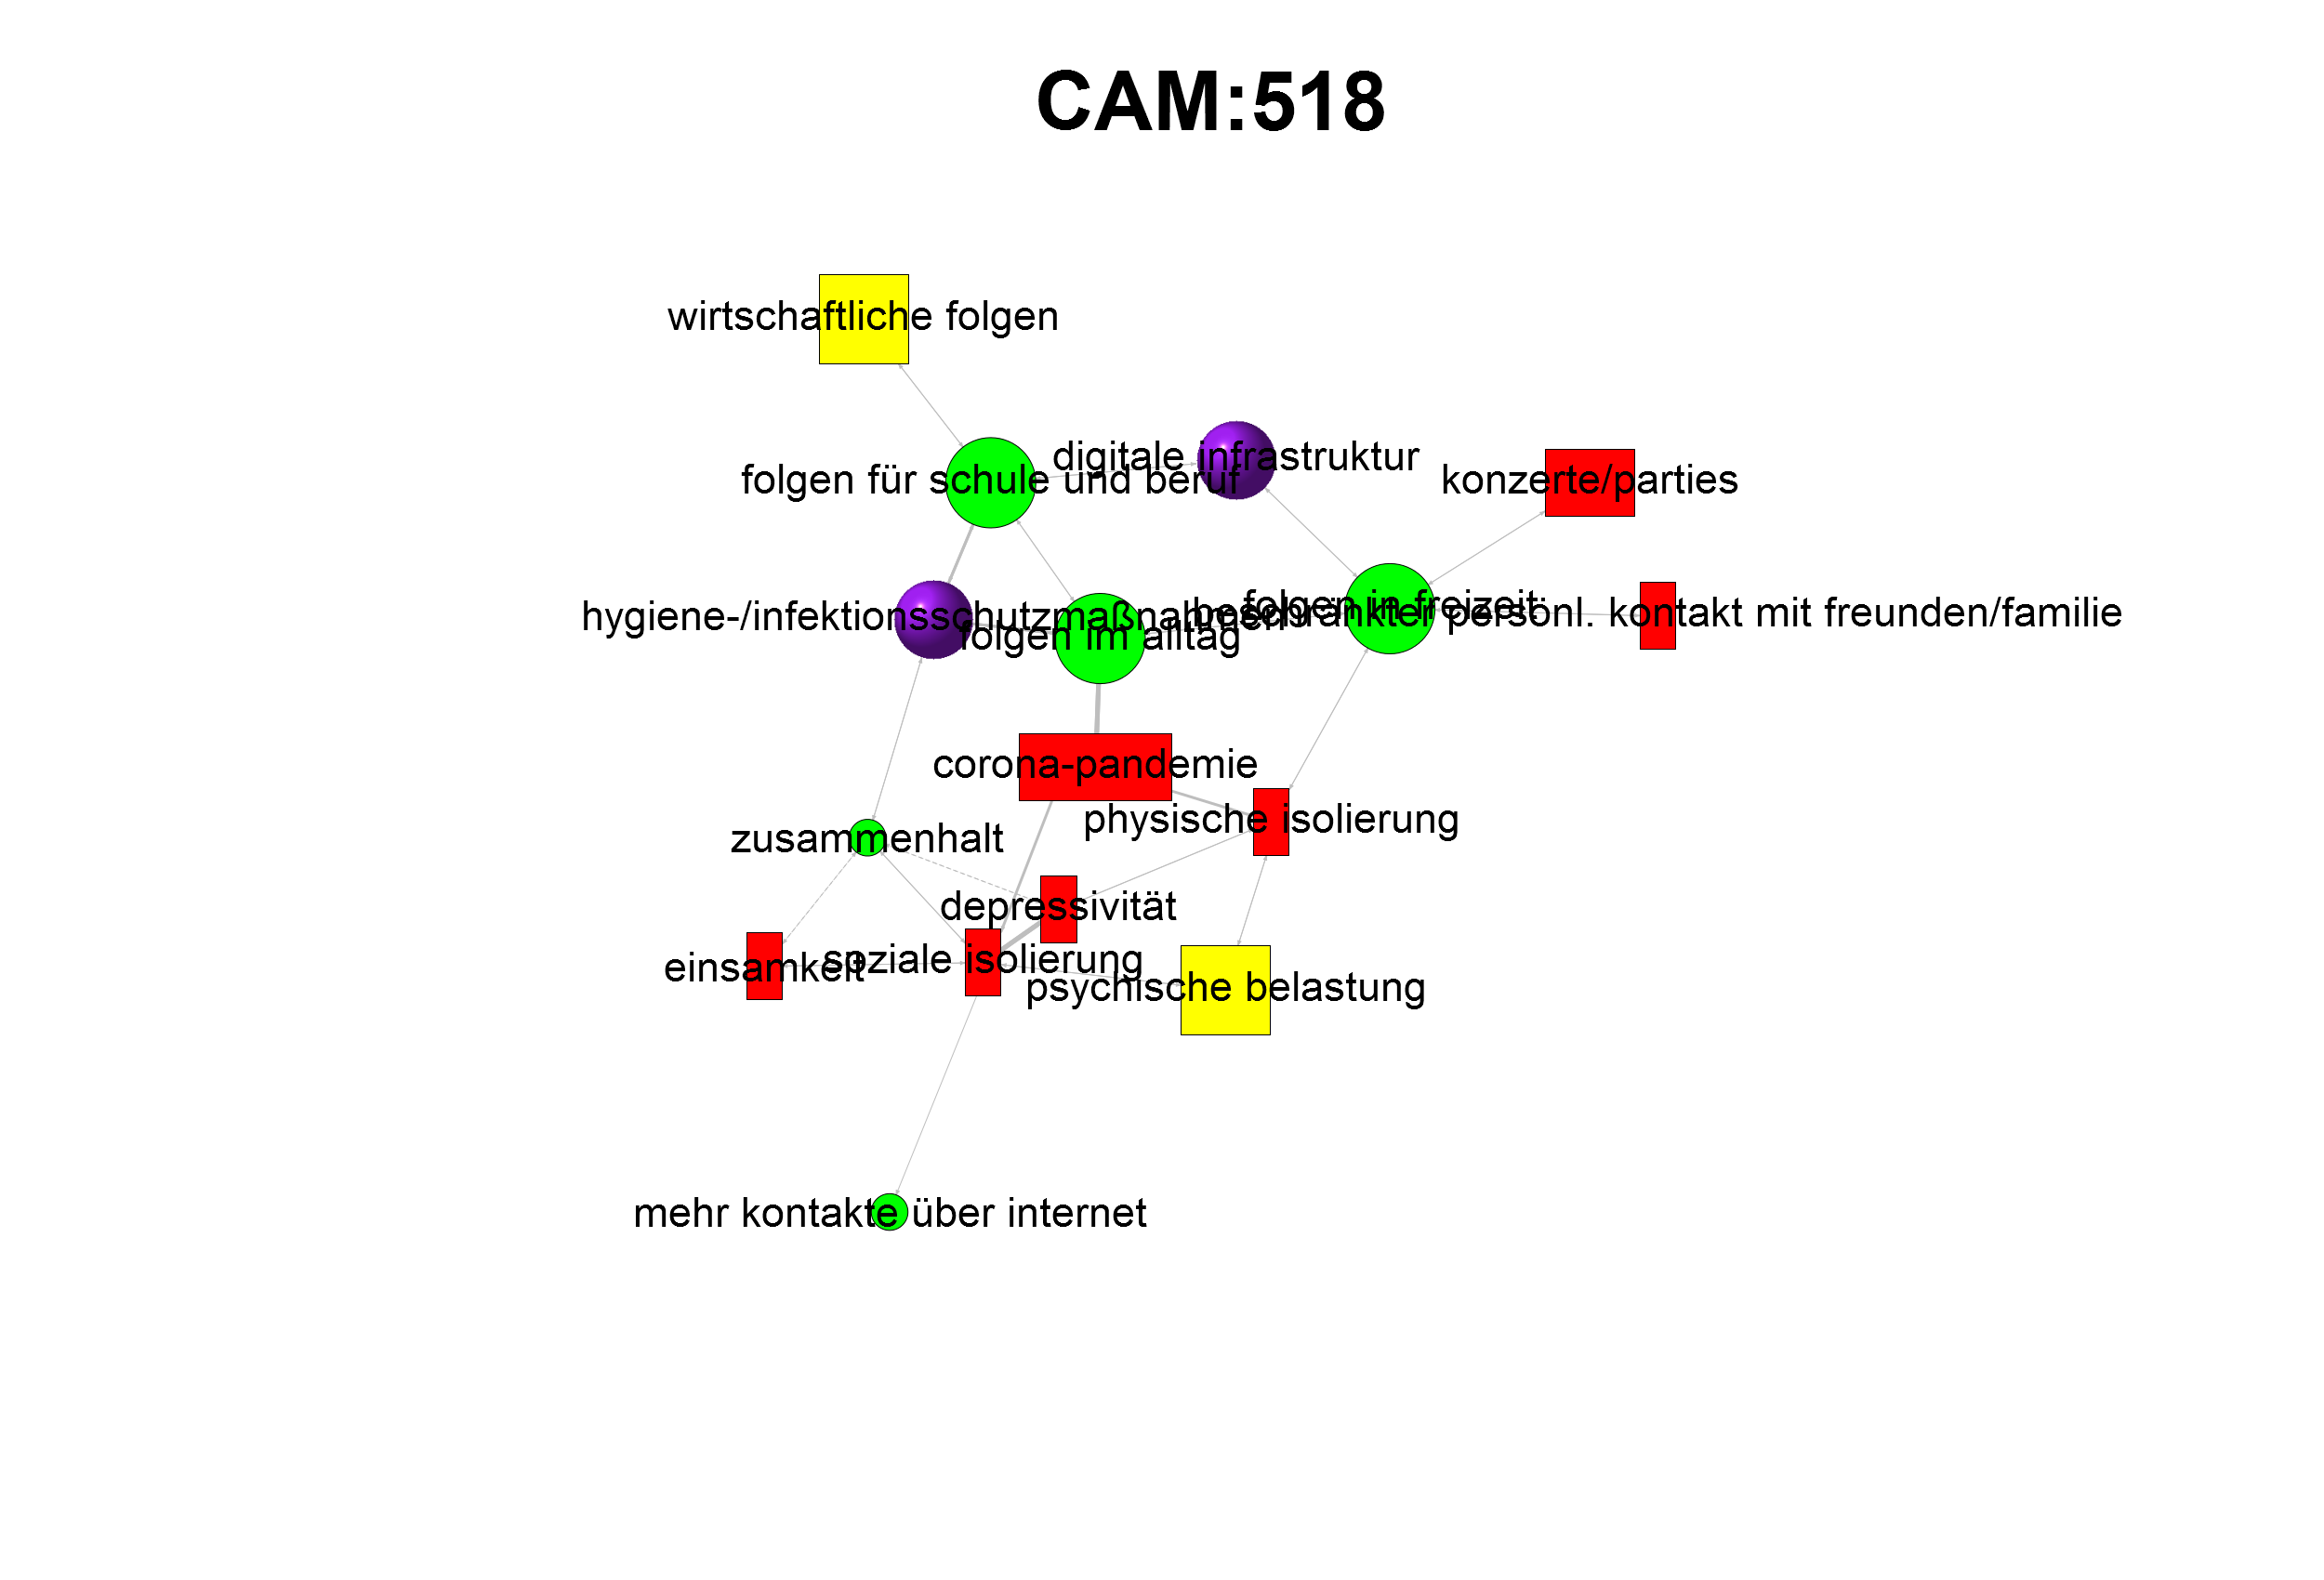 CAM:518
wirtschaftliche folgen
digitale infrastruktur
folgen für schule und beruf
konzerte/parties
folgen in freizeit
beschränkter persönl. kontakt mit freunden/familie
hygiene-/infektionsschutzmaßnahmen
folgen im alltag
corona-pandemie
physische isolierung
zusammenhalt
depressivität
soziale isolierung
einsamkeit
psychische belastung
mehr kontakte über internet